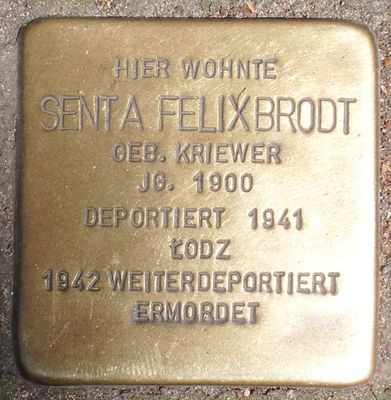 HIER WOHNTE
SENTA FELIXBRODT
GEB. KRIEWER
JG. 1900
DEPORTIERT 1941
ŁODZ
1942 WEITERDEPORTIERT
ERMORDET